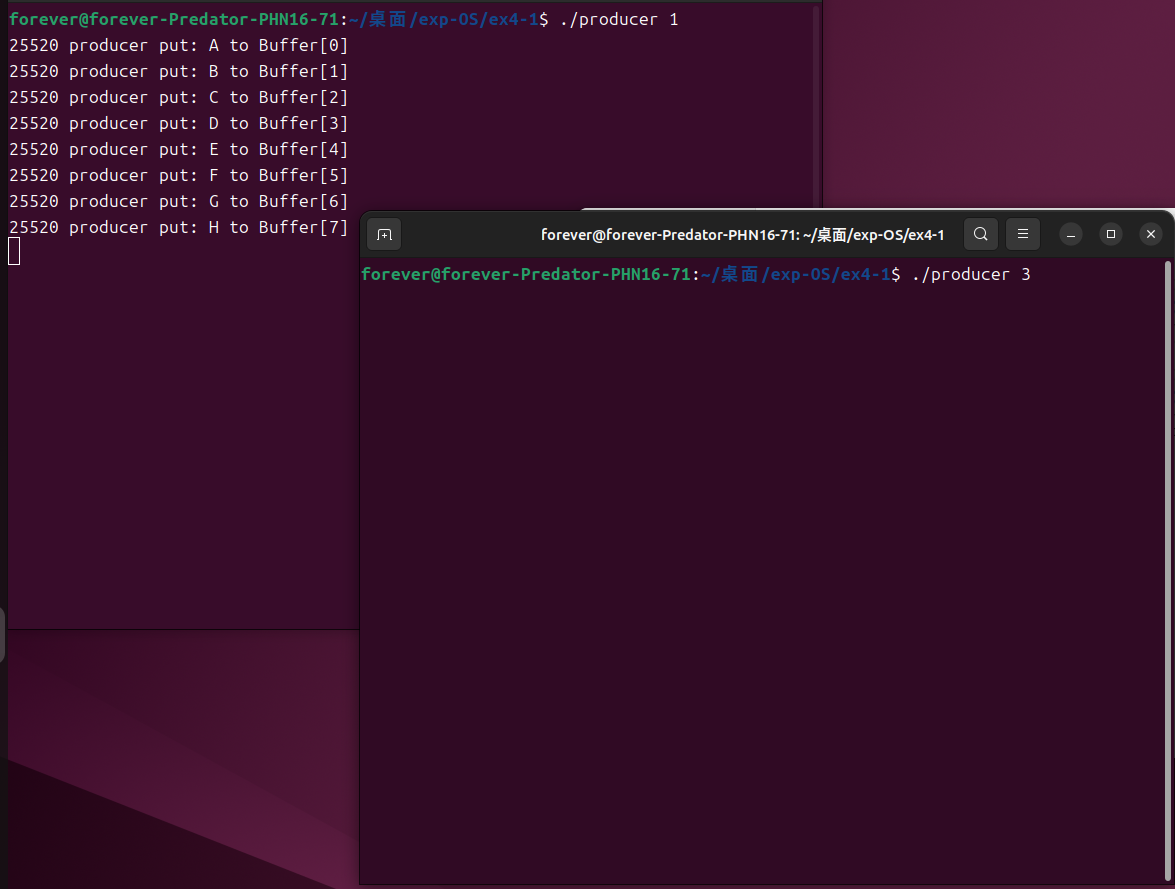 forever@forever-Predator-PHN16-71:~/桌面/exp-OS/ex4-1$ ./producer 1
25520 producer put: A to Buffer[0]
25520 producer put: B to Buffer[1]
25520 producer put: C to Buffer[2]
25520 producer put: D to Buffer[3]
25520 producer put: E to Buffer[4]
25520 producer put: F to Buffer[5]
25520 producer put: G to Buffer[6]
25520 producer put: H to Buffer[7]
forever@forever-Predator-PHN16-71: ~/桌面/exp-OS/ex4-1
forever@forever-Predator-PHN16-71:~/桌面/exp-OS/ex4-1$ ./producer 3